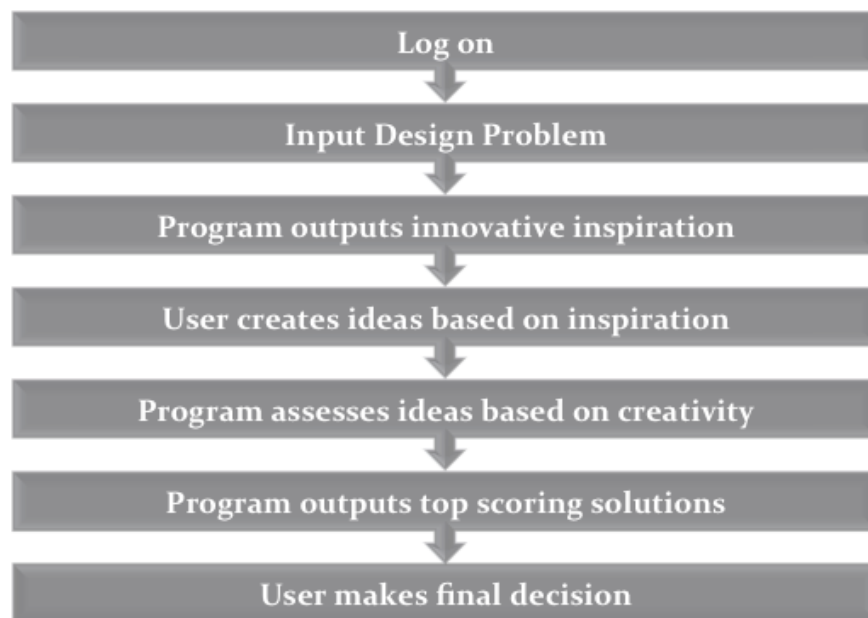 Log on
Input Design Problem
Program outputs innovative inspiration
User creates ideas based on inspiration
Program assesses ideas based on creativity
Program outputs top scoring solutions
User makes final decision